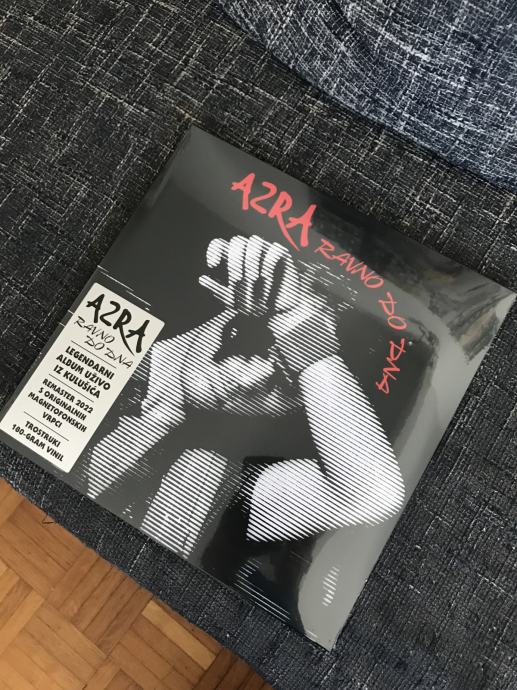 AZRA RAVNO DO DNA
AZRA
RAVNO
DO DNA
LEGENDARNI
ALBUM UŽIVO
IZ KULUŠIĆA
REMASTER 2022
S ORIGINALNIH
MAGNETOFONSKIH
VRPCI
TROSTRUKI
180-GRAM VINIL